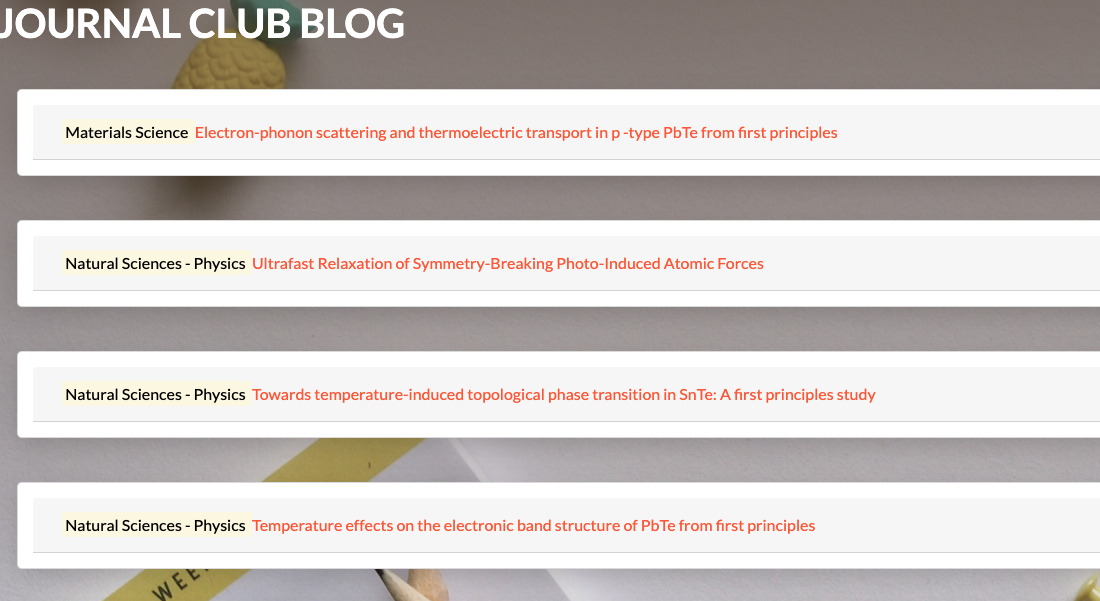 JOURNAL CLUB BLOG
Materials Science Electron-phonon scattering and thermoelectric transport in p -type PbTe from first principles
Natural Sciences - Physics Ultrafast Relaxation of Symmetry-Breaking Photo-Induced Atomic Forces
Natural Sciences - Physics Towards temperature-induced topological phase transition in SnTe: A first principles study
Natural Sciences - Physics Temperature effects on the electronic band structure of PbTe from first principles